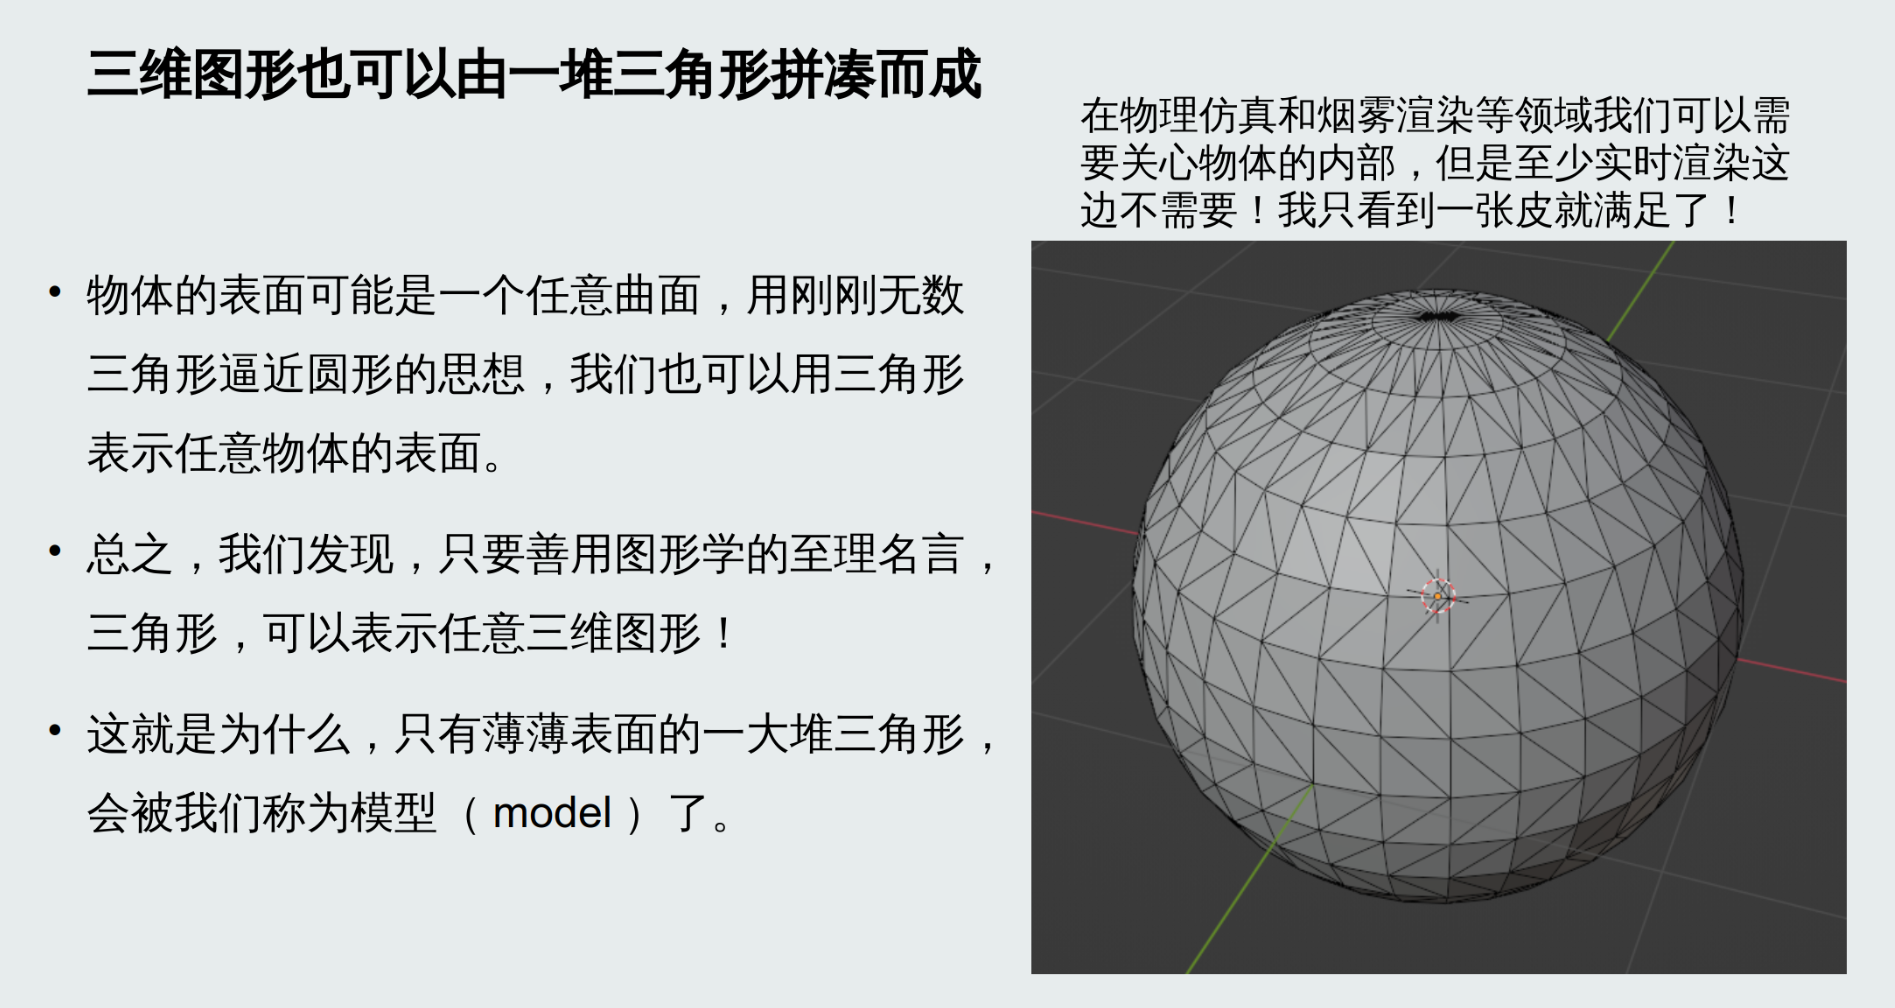 三维图形也可以由一堆三角形拼凑而成
在物理仿真和烟雾渲染等领域我们可以需
要关心物体的内部，但是至少实时渲染这
边不需要！我只看到一张皮就满足了！
• 物体的表面可能是一个任意曲面，用刚刚无数
三角形逼近圆形的思想，我们也可以用三角形
表示任意物体的表面。
• 总之，我们发现，只要善用图形学的至理名言，
三角形，可以表示任意三维图形！
• 这就是为什么，只有薄薄表面的一大堆三角形，
会被我们称为模型（ model ）了。